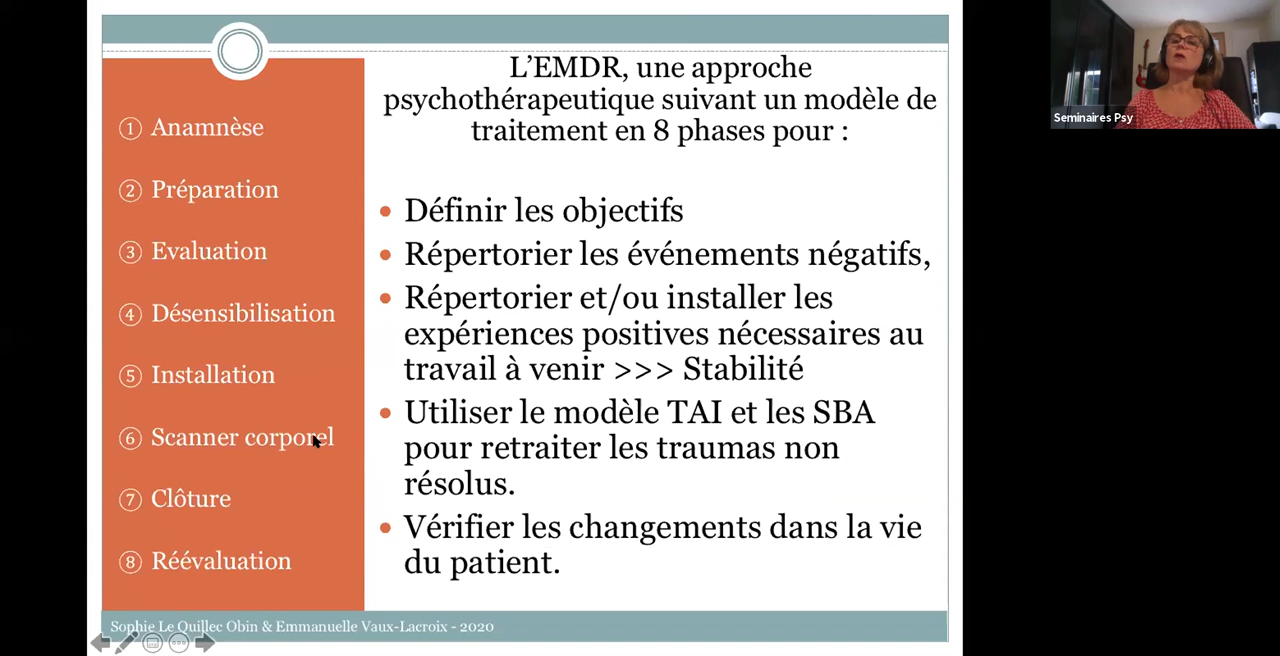 L’EMDR, une approche
psychothérapeutique suivant un modèle de
traitement en 8 phases pour :
① Anamnèse
② Préparation
③ Evaluation
④ Désensibilisation
⑤ Installation
⑥ Scanner corporel
⑦ Clôture
⑧ Réévaluation
• Définir les objectifs
• Répertorier les événements négatifs,
• Répertorier et/ou installer les
expériences positives nécessaires au
travail à venir >>> Stabilité
• Utiliser le modèle TAI et les SBA
pour retraiter les traumas non
résolus.
• Vérifier les changements dans la vie
du patient.
Sophie Le Quillec Obin & Emmanuelle Vaux-Lacroix - 2020
Seminaires Psy